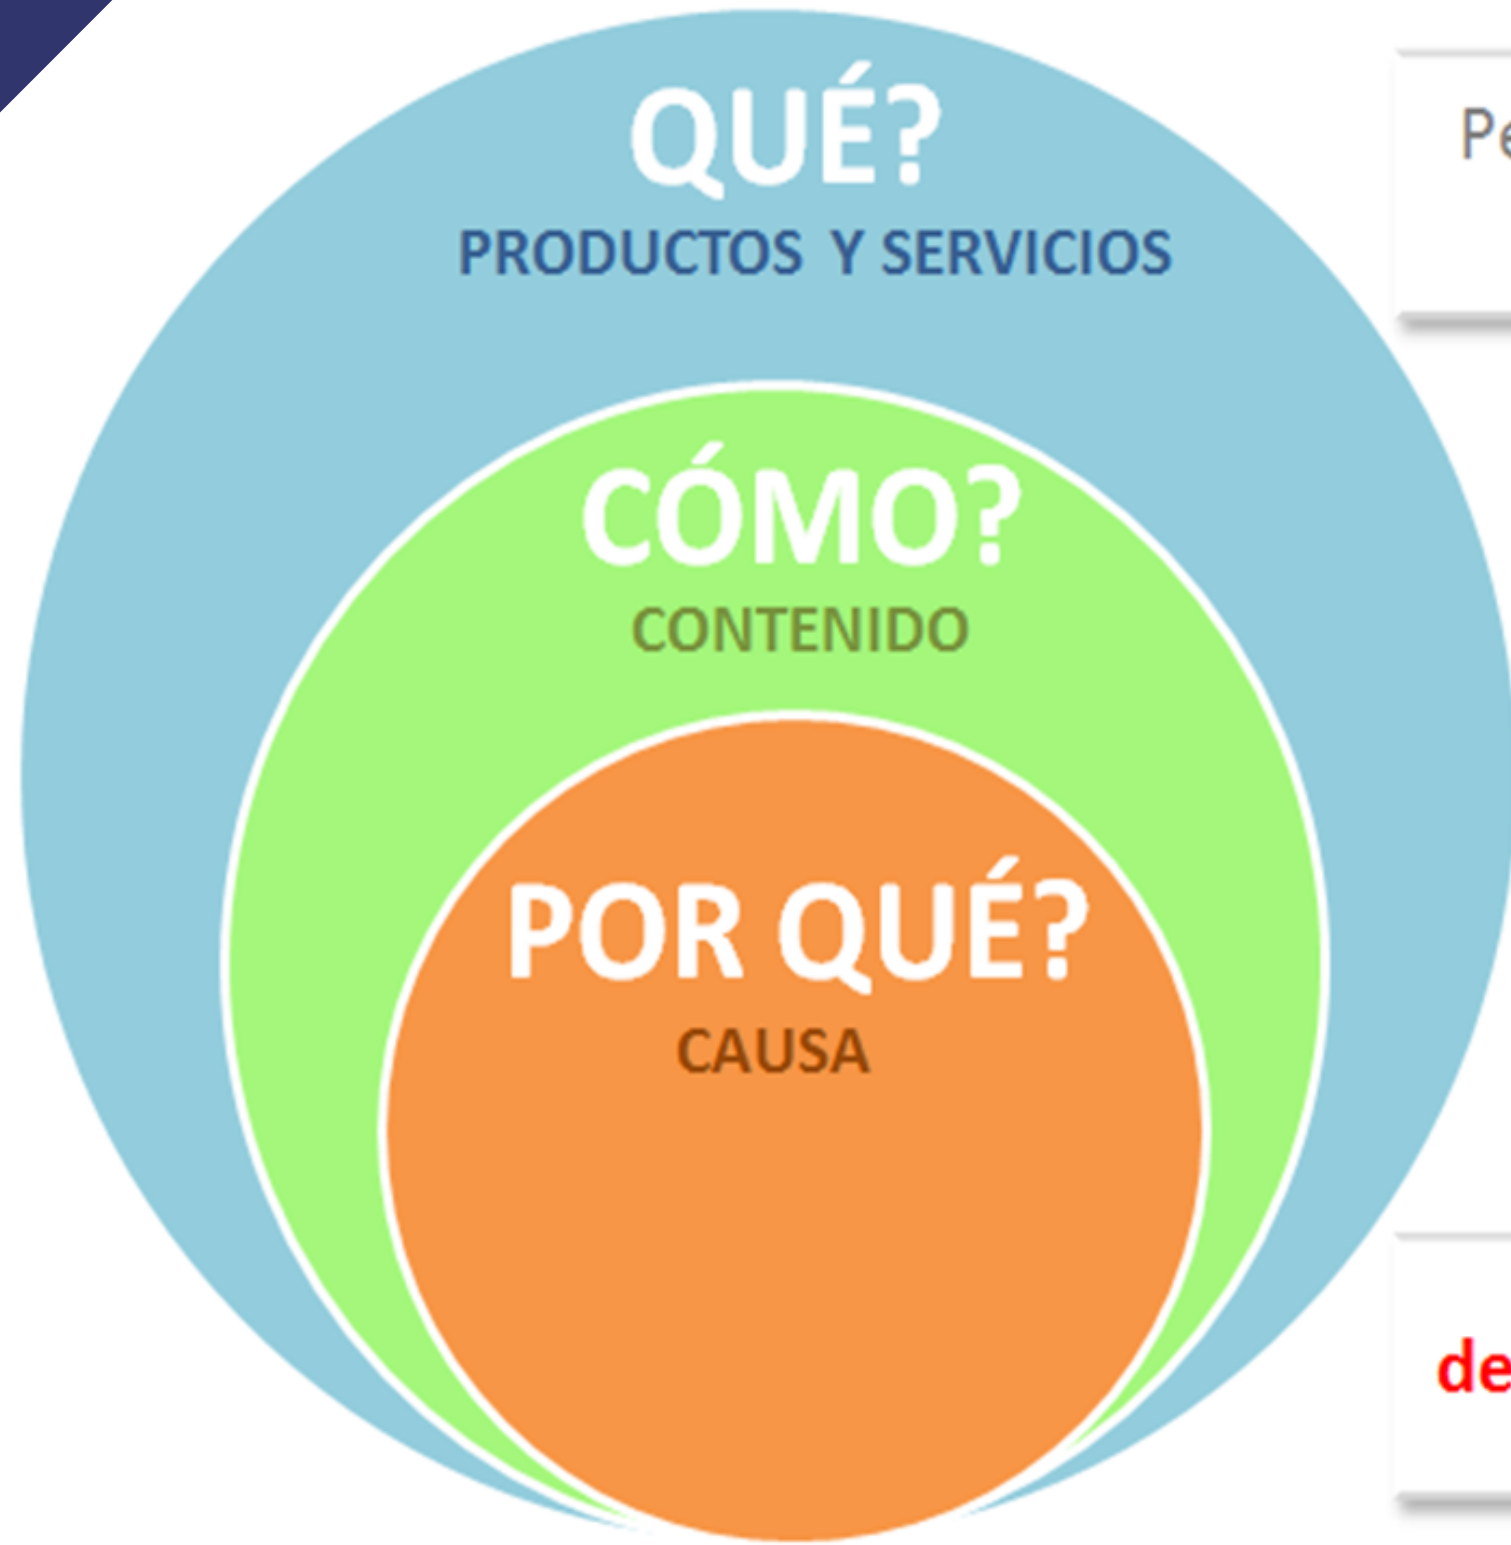 QUÉ?
PRODUCTOS Y SERVICIOS
CÓMO?
CONTENIDO
POR QUÉ?
CAUSA